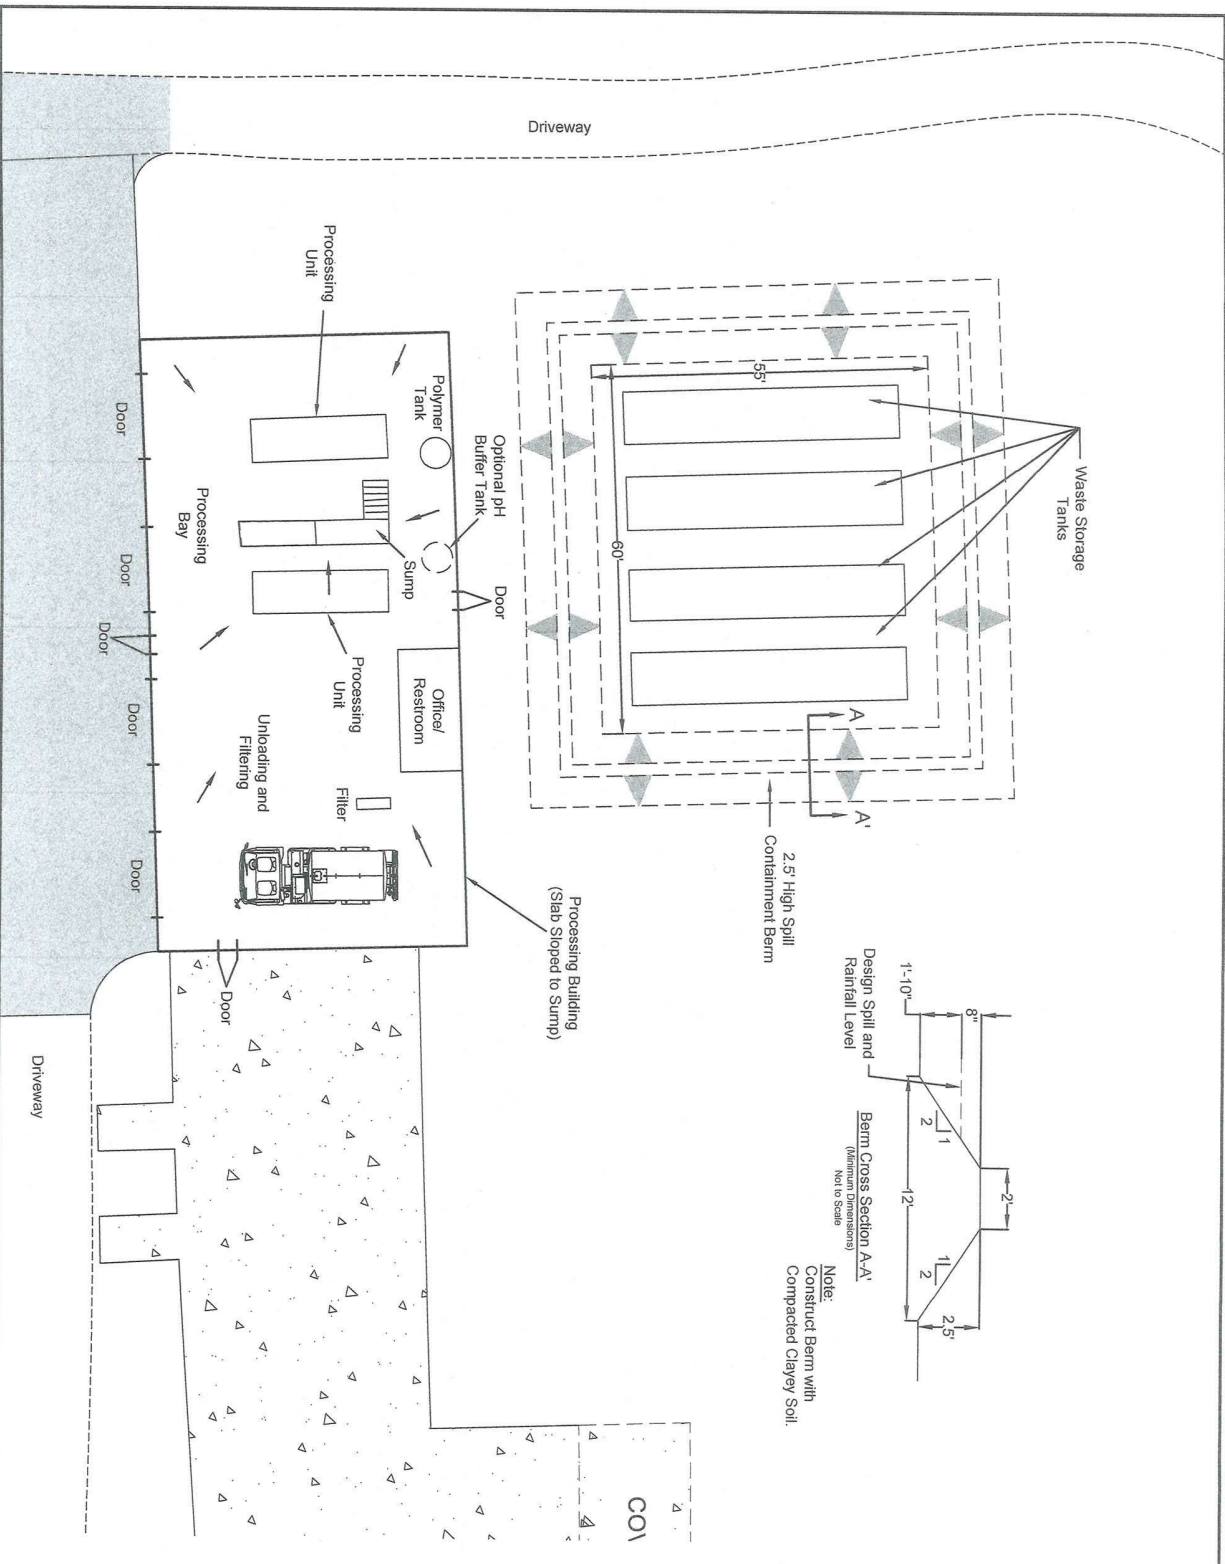 Driveway
Waste Storage
Tanks
55'
60'
A
A'
2.5' High Spill
Containment Berm
Processing
Unit
Polymer
Tank
Optional pH
Buffer Tank
Door
Sump
Processing
Bay
Processing
Unit
Office/
Restroom
Unloading and
Filtering
Filter
Door
Door
Door
Door
Door
Door
Processing Building
(Slab Sloped to Sump)
Driveway
1'-10"
8"
Design Spill and
Rainfall Level
2
1
2'
12'
1
2
2.5'
Berm Cross Section A-A'
(Minimum Dimensions)
Not to Scale
Note:
Construct Berm with
Compacted Clayey Soil.